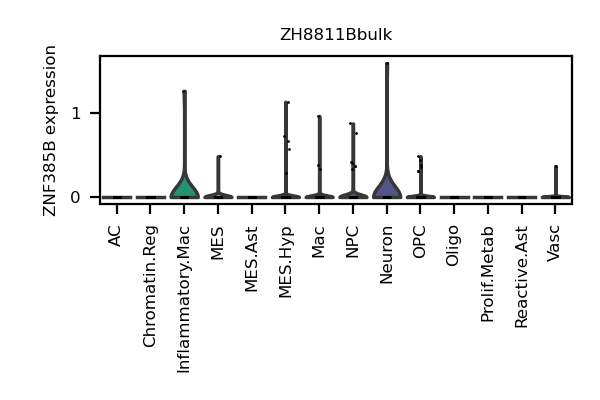 ZH8811Bbulk
ZNF385B expression
1
0
AC
Chromatin.Reg
Inflammatory.Mac
MES
MES.Ast
MES.Hyp
Mac
NPC
Neuron
OPC
Oligo
Prolif.Metab
Reactive.Ast
Vasc